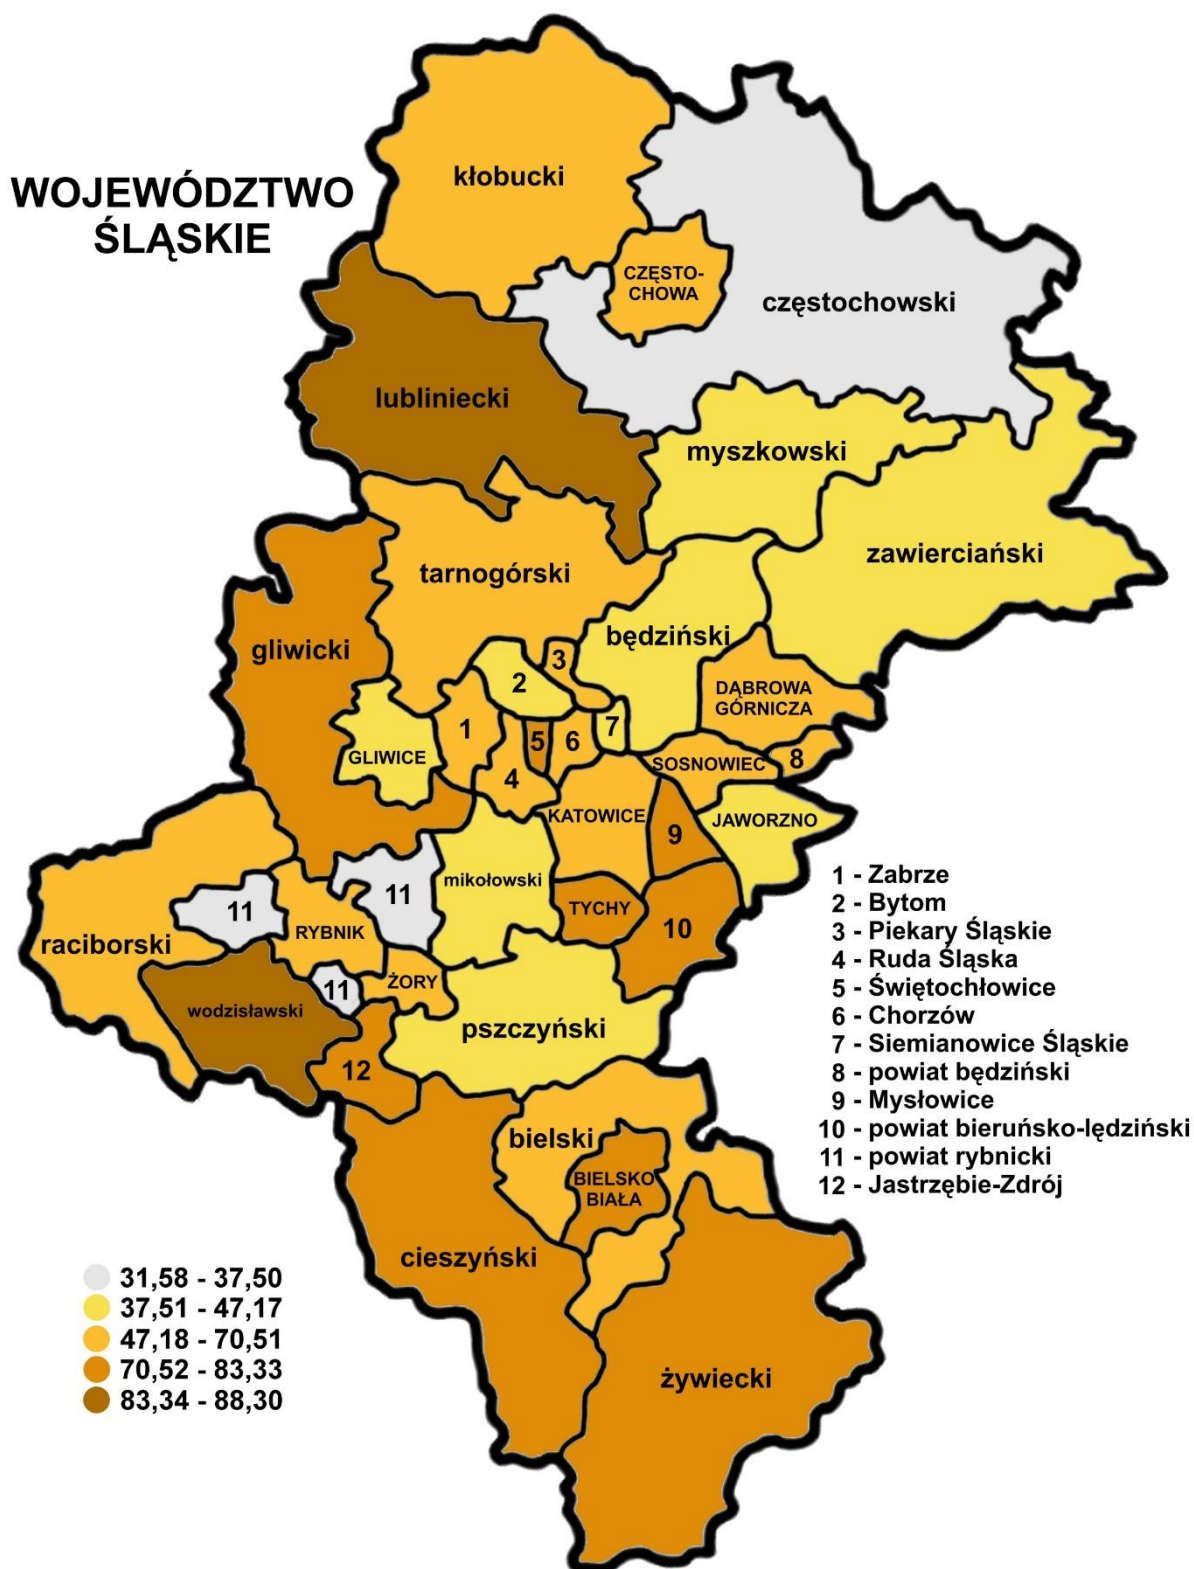 WOJEWÓDZTWO
ŚLĄSKIE
kłobucki
CZĘSTO-
CHOWA
częstochowski
lubliniecki
myszkowski
zawierciański
tarnogórski
będziński
gliwicki
3
2
DĄBROWA
GÓRNICZA
1
7
5
6
GLIWICE
8
SOSNOWIEC
4
KATOWICE
JAWORZNO
9
mikołowski
11
11
TYCHY
10
RYBNIK
raciborski
ŻORY
11
wodzisławski
pszczyński
12
1 - Zabrze
2 - Bytom
3 - Piekary Śląskie
4 - Ruda Śląska
5 - Świętochłowice
6 - Chorzów
7 - Siemianowice Śląskie
8 - powiat będziński
9 - Mysłowice
10 - powiat bieruńsko-lędziński
11 - powiat rybnicki
12 - Jastrzębie-Zdrój
bielski
BIELSKO
BIAŁA
cieszyński
żywiecki
31,58 - 37,50
37,51 - 47,17
47,18 - 70,51
70,52 - 83,33
83,34 - 88,30